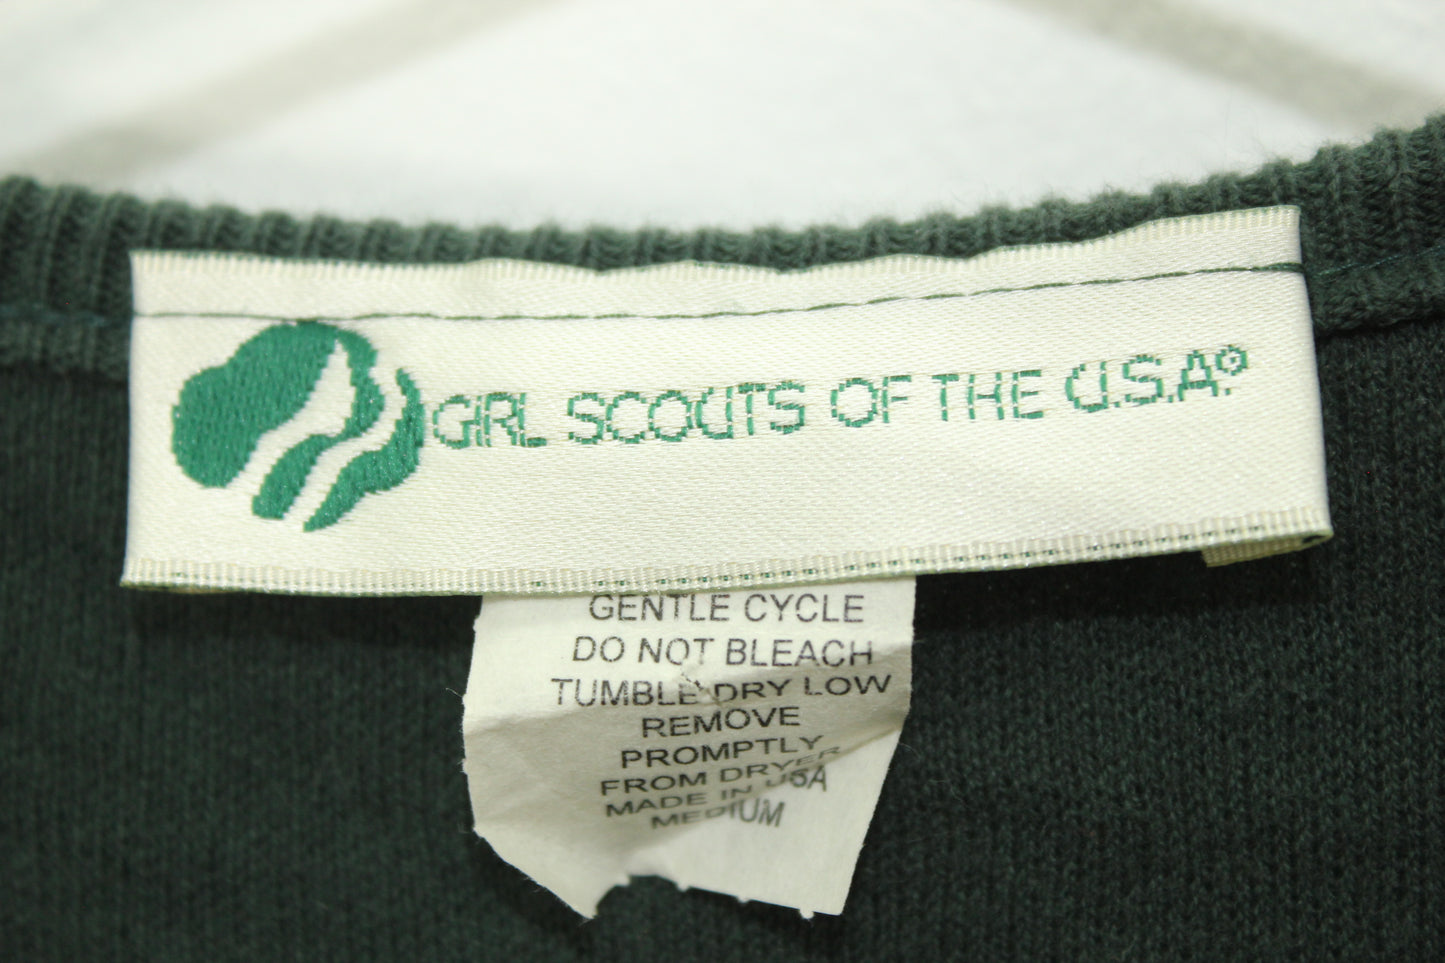 GIRL SCOUTS OF THE U.S.A.®
GENTLE CYCLE
DO NOT BLEACH
TUMBLE DRY LOW
REMOVE
PROMPTLY
FROM DRYER
MADE IN USA
MEDIUM